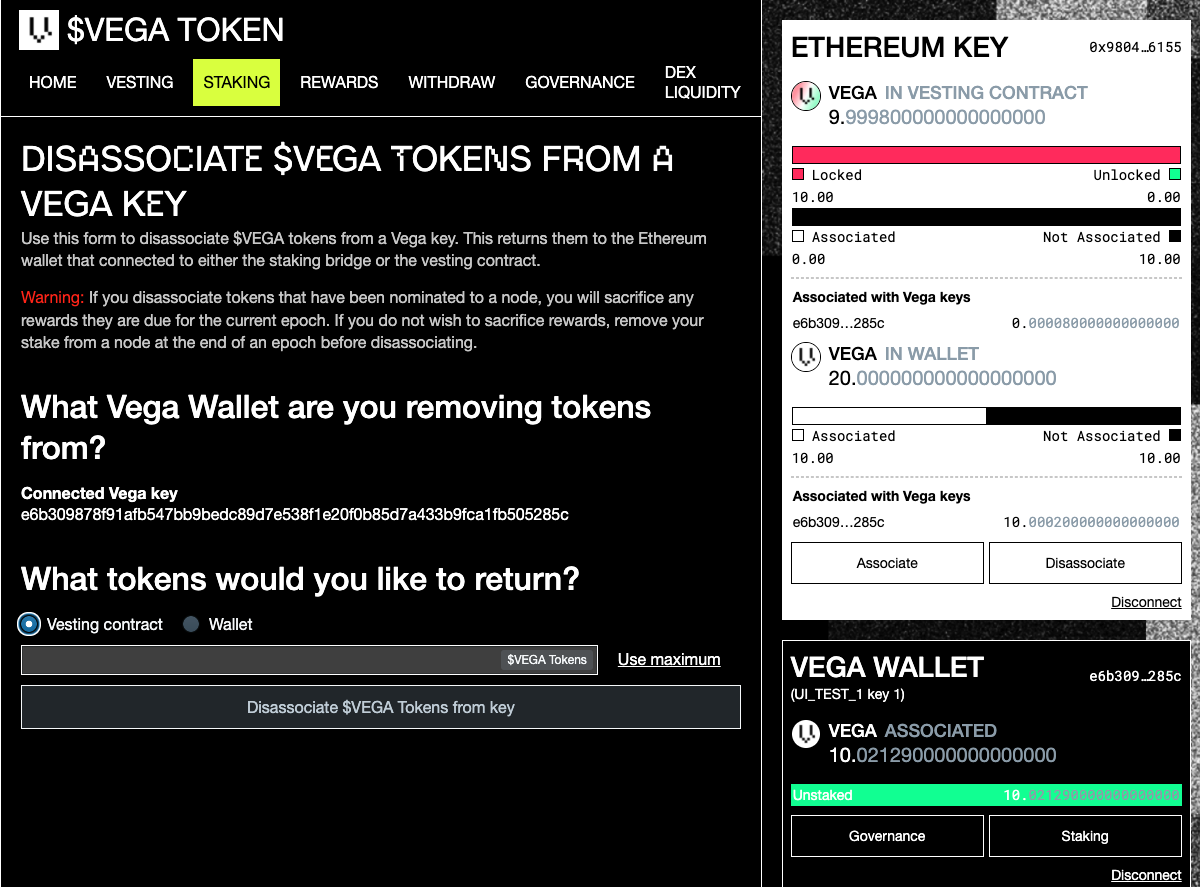 $VEGA TOKEN
HOME
VESTING
STAKING
REWARDS
WITHDRAW
GOVERNANCE
DEX
LIQUIDITY
DISASSOCIATE $VEGA TOKENS FROM A
VEGA KEY
Use this form to disassociate $VEGA tokens from a Vega key. This returns them to the Ethereum
wallet that connected to either the staking bridge or the vesting contract.
Warning: If you disassociate tokens that have been nominated to a node, you will sacrifice any
rewards they are due for the current epoch. If you do not wish to sacrifice rewards, remove your
stake from a node at the end of an epoch before disassociating.
What Vega Wallet are you removing tokens
from?
Connected Vega key
e6b309878f91afb547bb9bedc89d7e538f1e20f0b85d7a433b9fca1fb505285c
What tokens would you like to return?
Vesting contract
Wallet
$VEGA Tokens
Use maximum
Disassociate $VEGA Tokens from key
ETHEREUM KEY
0x9804…6155
VEGA IN VESTING CONTRACT
9.999800000000000000
Locked
Unlocked
10.00
0.00
Associated
Not Associated
0.00
10.00
Associated with Vega keys
e6b309…285c
0.000080000000000000
VEGA IN WALLET
20.000000000000000000
Associated
Not Associated
10.00
10.00
Associated with Vega keys
e6b309…285c
10.000200000000000000
Associate
Disassociate
Disconnect
VEGA WALLET
e6b309…285c
(UI_TEST_1 key 1)
VEGA ASSOCIATED
10.021290000000000000
Unstaked
10.021290000000000000
Governance
Staking
Disconnect